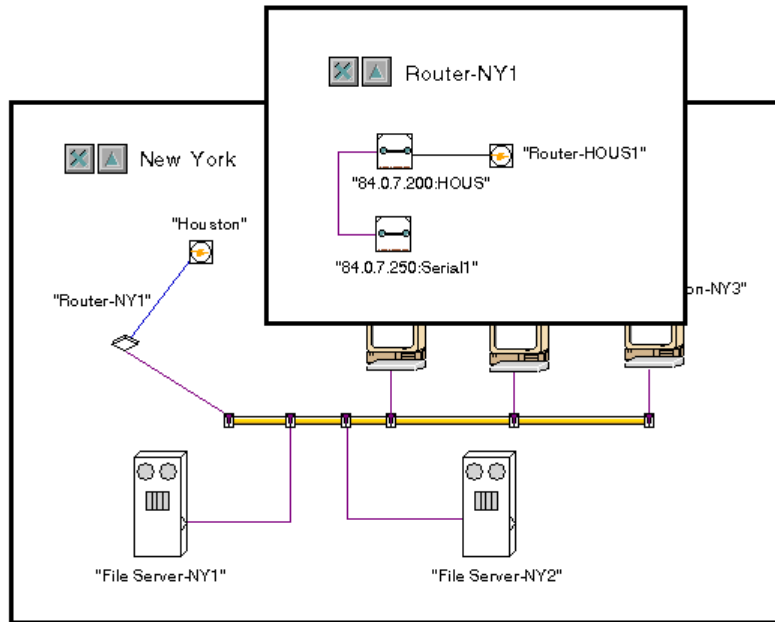 Router-NY1
"Router-HOUS1"
"84.0.7.200:HOUS"
"84.0.7.250:Serial1"
New York
"Houston"
"Router-NY1"
on-NY3"
"File Server-NY1"
"File Server-NY2"